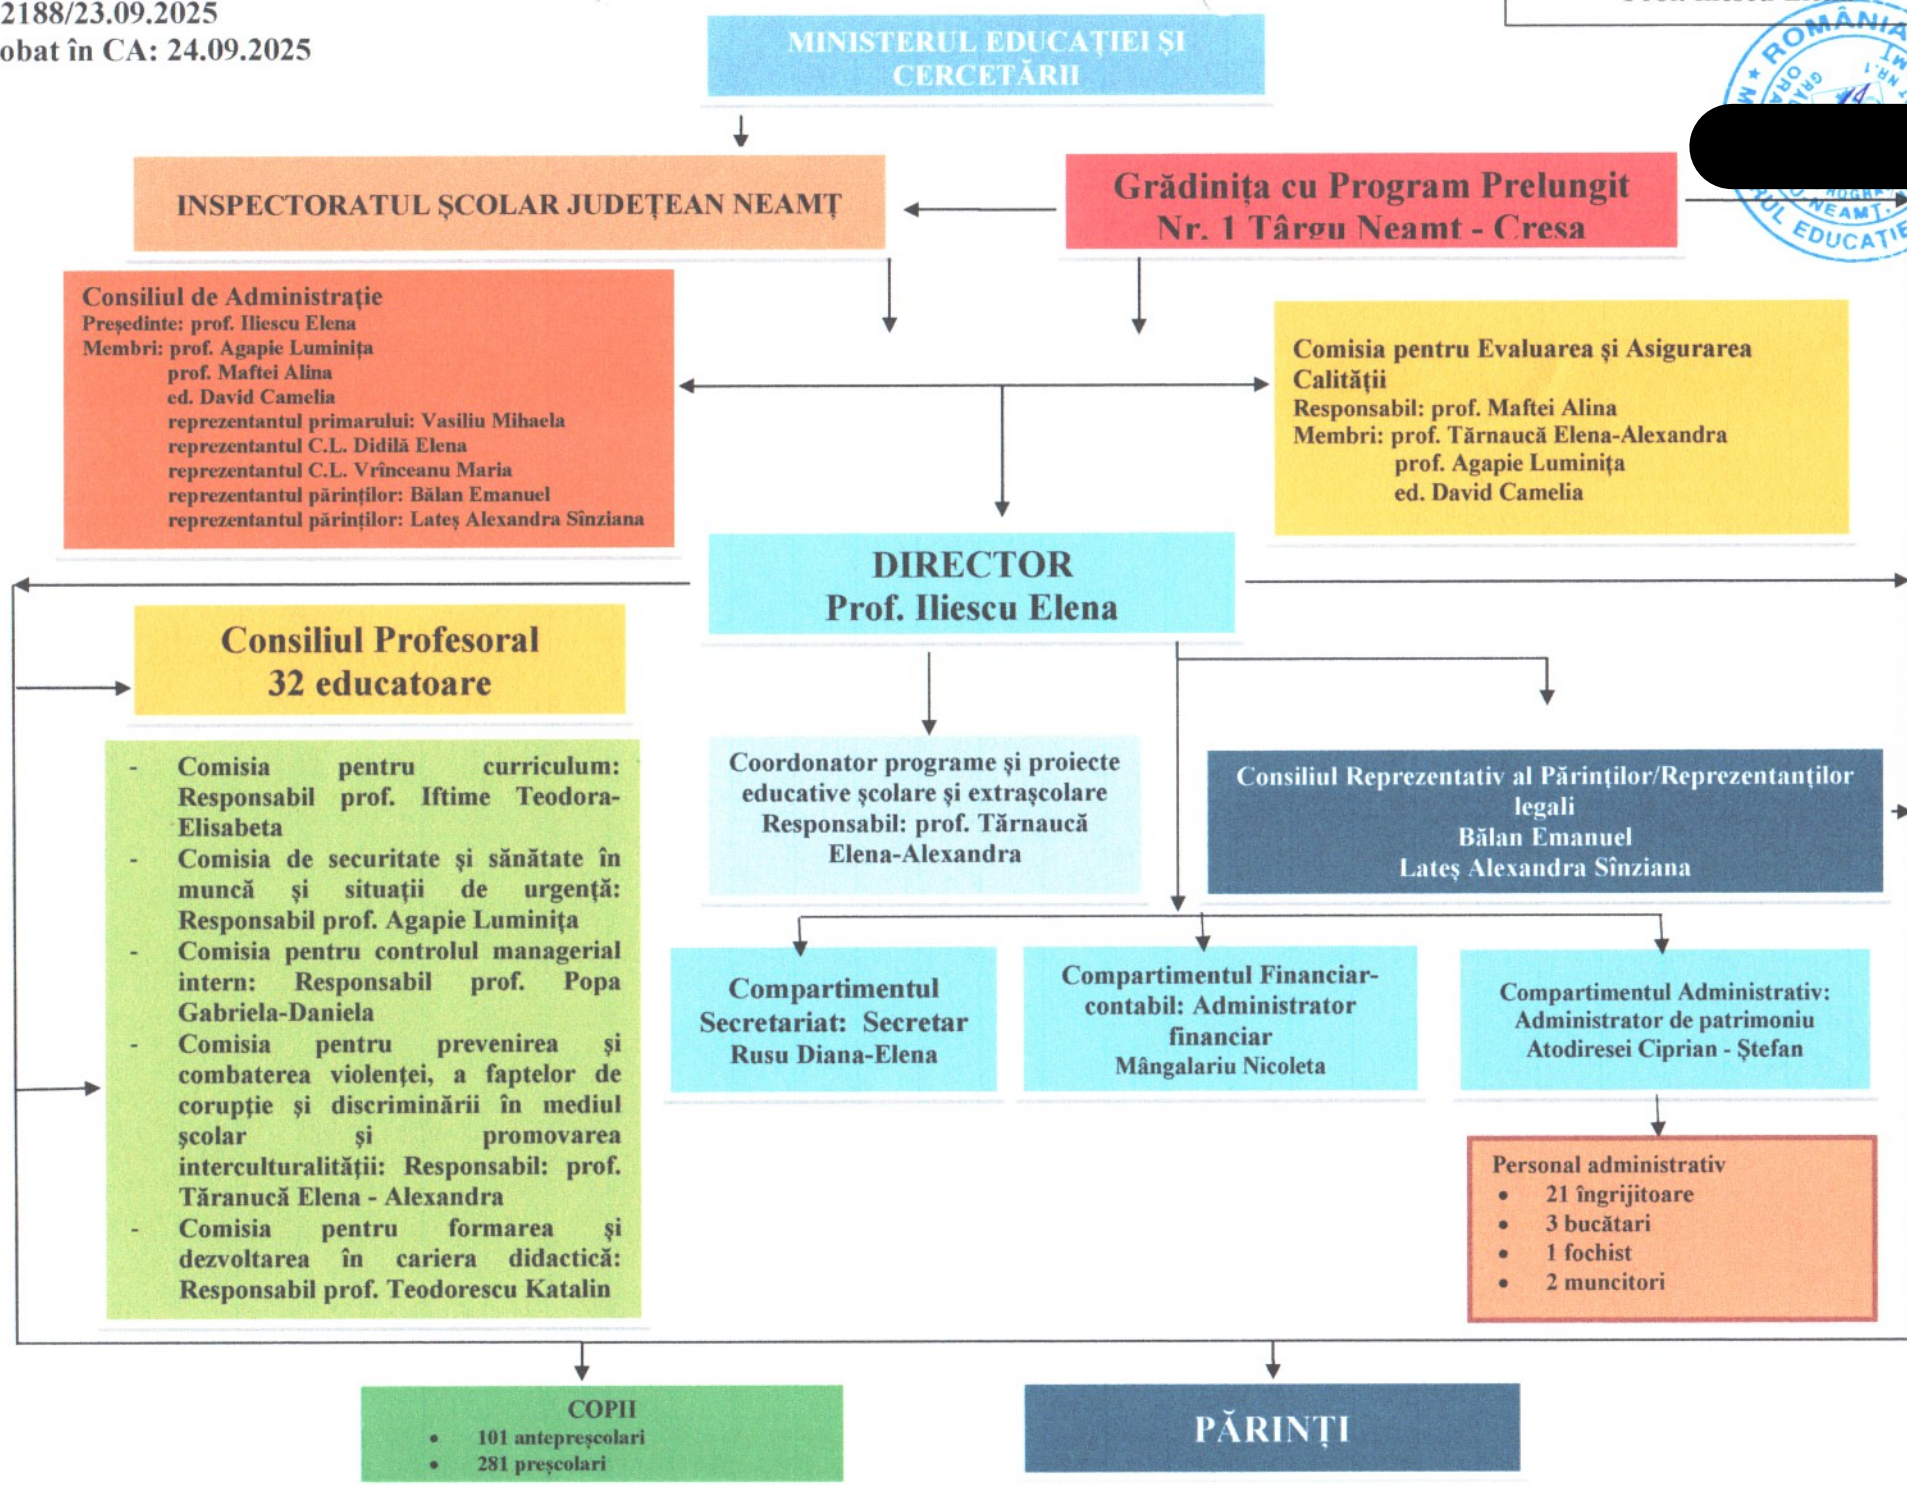 2188/23.09.2025
obat în CA: 24.09.2025
MINISTERUL EDUCAȚIEI ȘI
CERCETĂRII
ROMÂNIA
NR.1
NEAMȚ
EDUCAȚIE
INSPECTORATUL ȘCOLAR JUDEȚEAN NEAMȚ
Grădinița cu Program Prelungit
Nr. 1 Târgu Neamț - Creșa
Consiliul de Administrație
Președinte: prof. Iliescu Elena
Membri: prof. Agapie Luminița
prof. Maftei Alina
ed. David Camelia
reprezentantul primarului: Vasiliu Mihaela
reprezentantul C.L. Didilă Elena
reprezentantul C.L. Vrînceanu Maria
reprezentantul părinților: Bălan Emanuel
reprezentantul părinților: Lateș Alexandra Sînziana
Comisia pentru Evaluarea și Asigurarea
Calității
Responsabil: prof. Maftei Alina
Membri: prof. Tărnaucă Elena-Alexandra
prof. Agapie Luminița
ed. David Camelia
DIRECTOR
Prof. Iliescu Elena
Consiliul Profesoral
32 educatoare
- Comisia pentru curriculum:
Responsabil prof. Iftime Teodora-
Elisabeta
- Comisia de securitate și sănătate în
muncă și situații de urgență:
Responsabil prof. Agapie Luminița
- Comisia pentru controlul managerial
intern: Responsabil prof. Popa
Gabriela-Daniela
- Comisia pentru prevenirea și
combaterea violenței, a faptelor de
corupție și discriminării în mediul
școlar și promovarea
interculturalității: Responsabil: prof.
Tăranucă Elena - Alexandra
- Comisia pentru formarea și
dezvoltarea în cariera didactică:
Responsabil prof. Teodorescu Katalin
Coordonator programe și proiecte
educative școlare și extrașcolare
Responsabil: prof. Tărnaucă
Elena-Alexandra
Consiliul Reprezentativ al Părinților/Reprezentanților
legali
Bălan Emanuel
Lateș Alexandra Sînziana
Compartimentul
Secretariat: Secretar
Rusu Diana-Elena
Compartimentul Financiar-
contabil: Administrator
financiar
Mângalariu Nicoleta
Compartimentul Administrativ:
Administrator de patrimoniu
Atodiresei Ciprian - Ștefan
Personal administrativ
• 21 îngrijitoare
• 3 bucătari
• 1 fochist
• 2 muncitori
COPII
• 101 antepreșcolari
• 281 preșcolari
PĂRINȚI